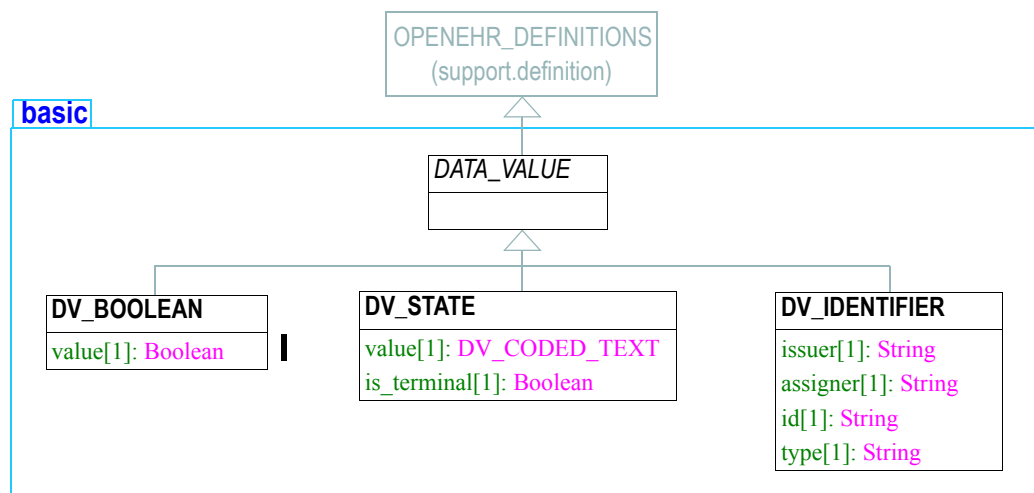 OPENEHR_DEFINITIONS
(support.definition)
basic
DATA_VALUE
DV_BOOLEAN
value[1]: Boolean
DV_STATE
value[1]: DV_CODED_TEXT
is_terminal[1]: Boolean
DV_IDENTIFIER
issuer[1]: String
assigner[1]: String
id[1]: String
type[1]: String